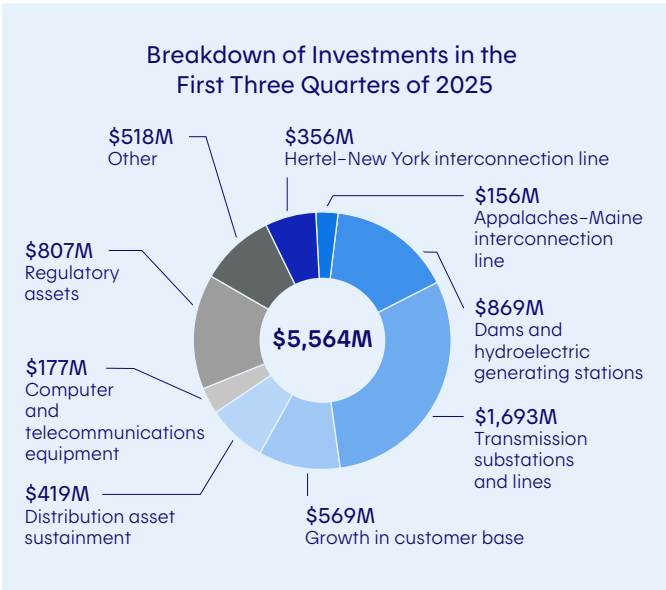 Breakdown of Investments in the
First Three Quarters of 2025
$518M
Other
$356M
Hertel–New York interconnection line
$156M
Appalaches–Maine
interconnection
line
$807M
Regulatory
assets
$869M
Dams and
hydroelectric
generating stations
$5,564M
$177M
Computer
and
telecommunications
equipment
$1,693M
Transmission
substations
and lines
$419M
Distribution asset
sustainment
$569M
Growth in customer base